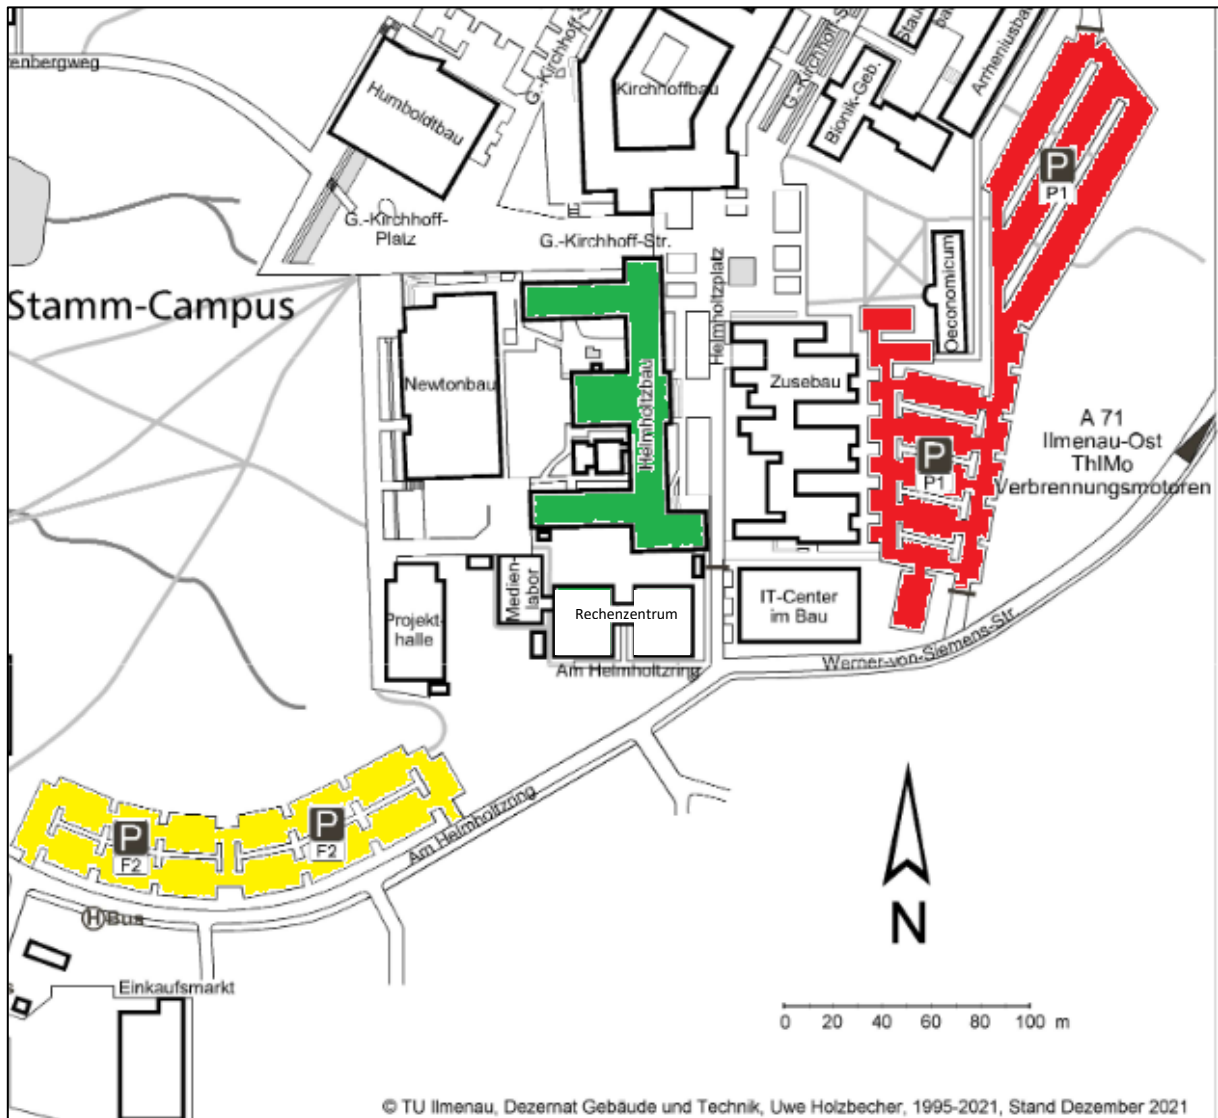 renbergweg
Humboldtbau
G.-Kirchhoff-S
Kirchhoffbau
G.-Kirchhoff-S
Bionik-Geb.
Stau
Arrheniusbau
P
P1
G.-Kirchhoff-
Platz
G.-Kirchhoff-Str.
Helmholtzplatz
Oeconomicum
Stamm-Campus
Newtonbau
Helmholtzbau
Zusebau
P
P1
A 71
Ilmenau-Ost
ThIMo
Verbrennungsmotoren
Medien-
labor
Rechenzentrum
Projekt-
halle
IT-Center
im Bau
Am Helmholtzring
Werner-von-Siemens-Str.
P
F2
P
F2
Am Helmholtzring
H Bus
N
Einkaufsmarkt
0 20 40 60 80 100 m
© TU Ilmenau, Dezernat Gebäude und Technik, Uwe Holzbecher, 1995-2021, Stand Dezember 2021